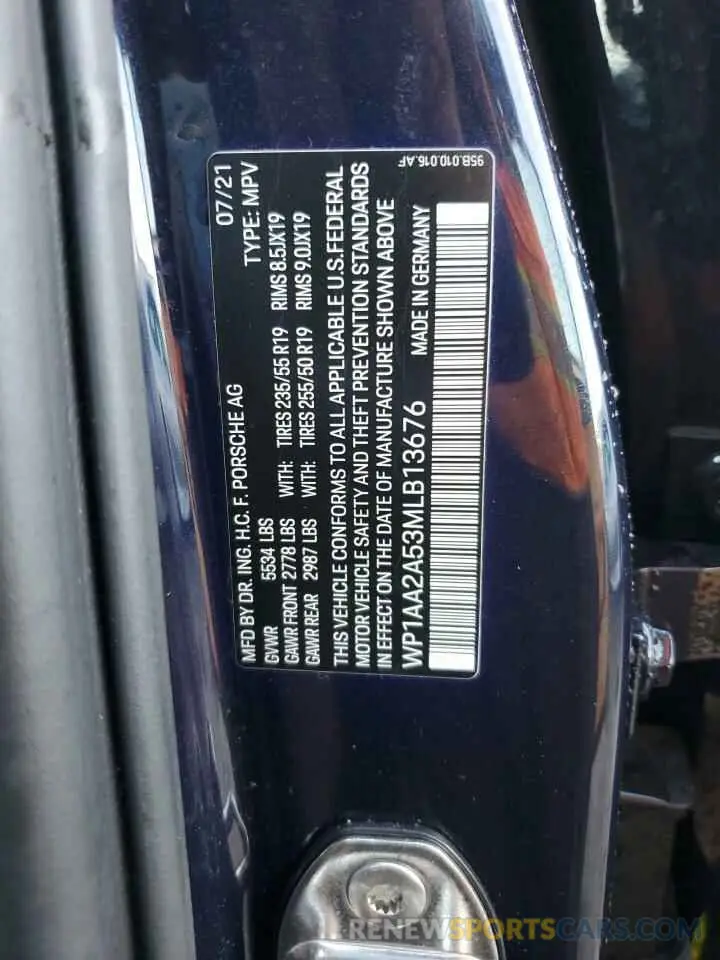 MFD BY DR. ING. H.C. F. PORSCHE AG 07/21
GVWR 5534 LBS TYPE: MPV
GAWR FRONT 2778 LBS WITH: TIRES 235/55 R19 RIMS 8.5JX19
GAWR REAR 2987 LBS WITH: TIRES 255/50 R19 RIMS 9.0JX19
THIS VEHICLE CONFORMS TO ALL APPLICABLE U.S. FEDERAL
MOTOR VEHICLE SAFETY AND THEFT PREVENTION STANDARDS
IN EFFECT ON THE DATE OF MANUFACTURE SHOWN ABOVE
WP1AA2A53MLB13676 MADE IN GERMANY
95B.010.016.AF
RENEWSPORTSCARS.COM